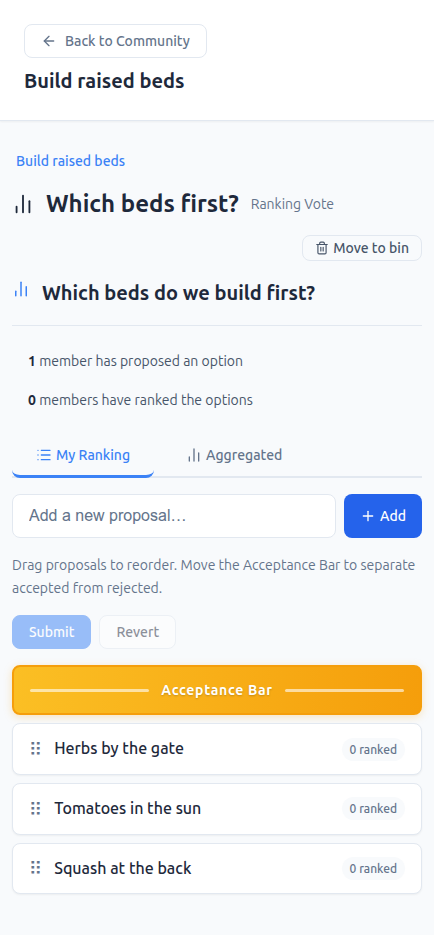 Back to Community
Build raised beds
Build raised beds
Which beds first? Ranking Vote
Move to bin
Which beds do we build first?
1 member has proposed an option
0 members have ranked the options
My Ranking Aggregated
Add a new proposal...
Add
Drag proposals to reorder. Move the Acceptance Bar to separate
accepted from rejected.
Submit Revert
Acceptance Bar
Herbs by the gate 0 ranked
Tomatoes in the sun 0 ranked
Squash at the back 0 ranked